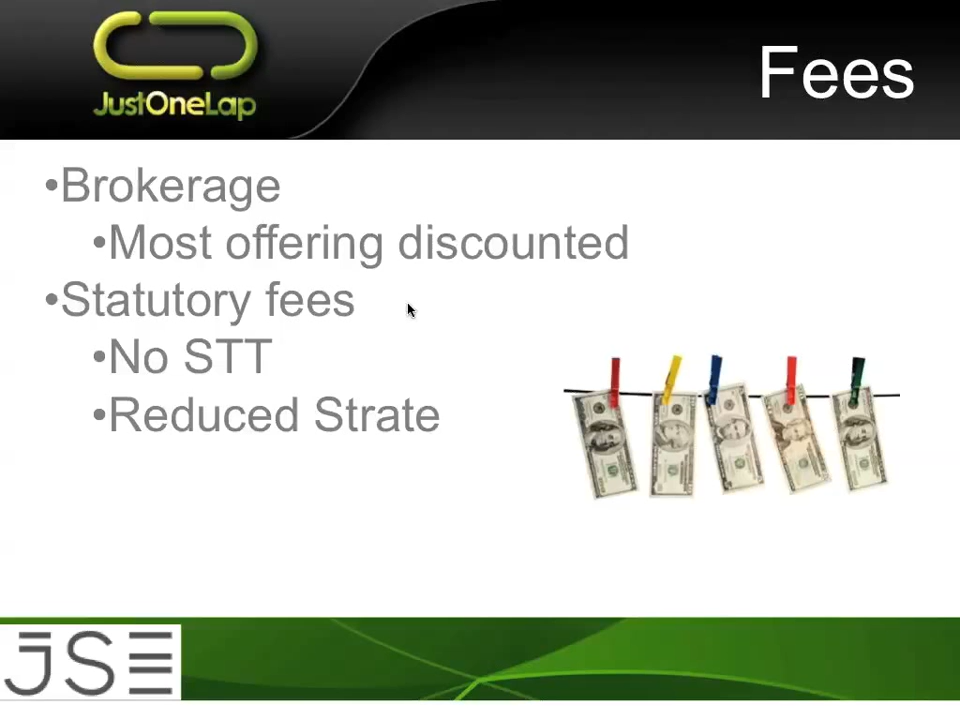 JustOneLap
Fees
•Brokerage
•Most offering discounted
•Statutory fees
•No STT
•Reduced Strate
JSE